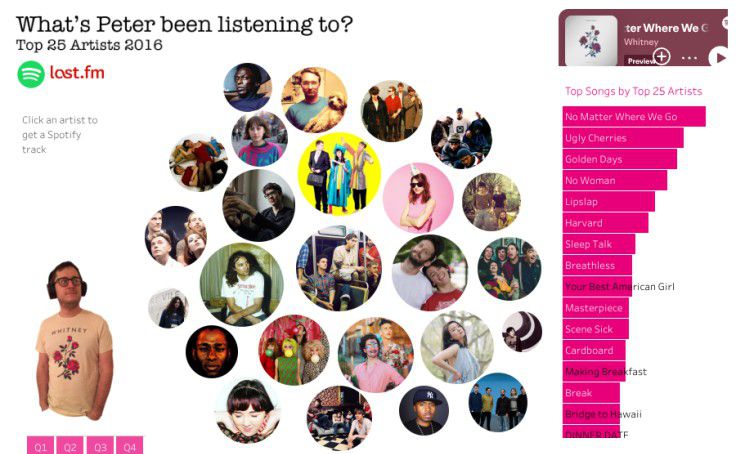 What's Peter been listening to?
Top 25 Artists 2016
last.fm
Click an artist to
get a Spotify
track
WHITNEY
Q1 Q2 Q3 Q4
ter Where We G
Whitney
Preview
Top Songs by Top 25 Artists
No Matter Where We Go
Ugly Cherries
Golden Days
No Woman
Lipslap
Harvard
Sleep Talk
Breathless
Your Best American Girl
Masterpiece
Scene Sick
Cardboard
Making Breakfast
Break
Bridge to Hawaii
DINNER DATE